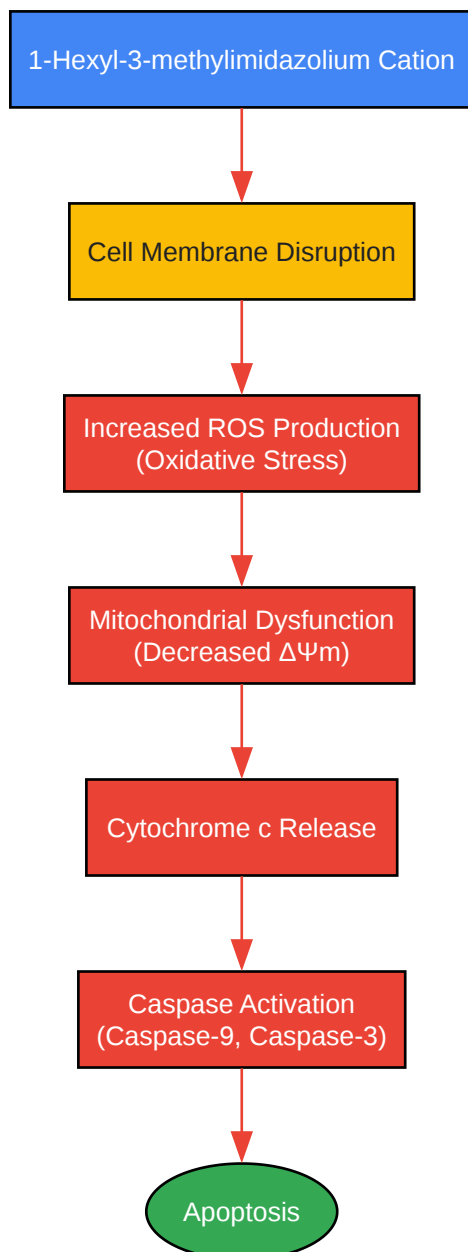 1-Hexyl-3-methylimidazolium Cation
Cell Membrane Disruption
Increased ROS Production
(Oxidative Stress)
Mitochondrial Dysfunction
(Decreased ΔΨm)
Cytochrome c Release
Caspase Activation
(Caspase-9, Caspase-3)
Apoptosis